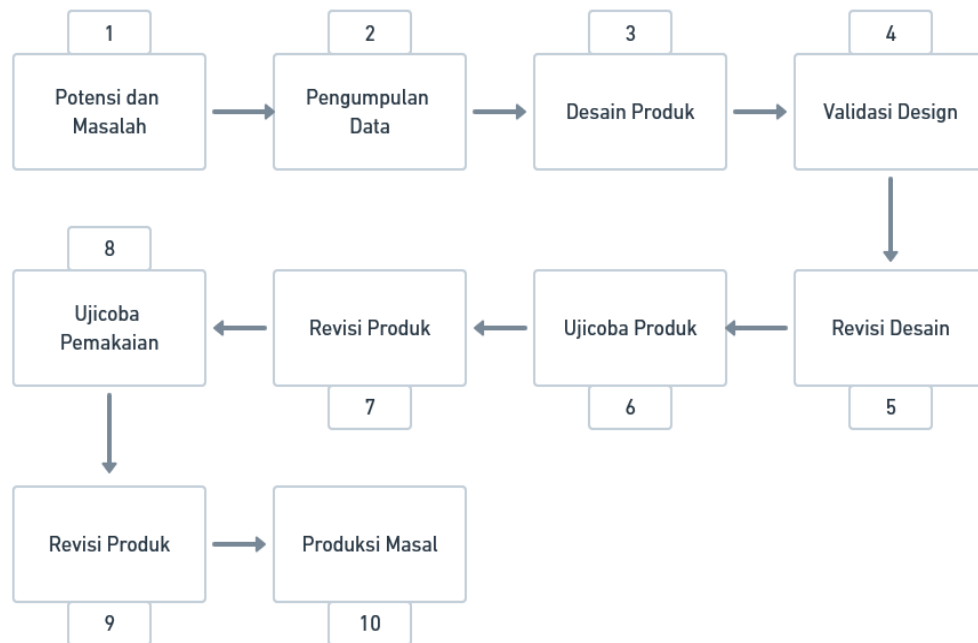 1
Potensi dan
Masalah
2
Pengumpulan
Data
3
Desain Produk
4
Validasi Design
5
Revisi Desain
6
Ujicoba Produk
7
Revisi Produk
8
Ujicoba
Pemakaian
9
Revisi Produk
10
Produksi Masal